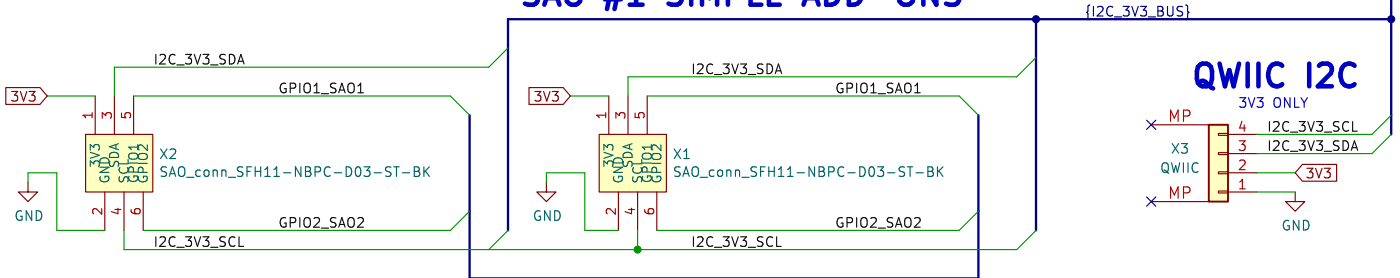 SAO #1 SIMPLE ADD-ONS
{I2C_3V3_BUS}
I2C_3V3_SDA
3V3
GPIO1_SAO1
1
3
5
3V3
GND
SDA
SCL
GPIO1
GPIO2
X2
SAO_conn_SFH11-NBPC-D03-ST-BK
GND
2
4
6
GPIO2_SAO2
I2C_3V3_SCL
I2C_3V3_SDA
3V3
GPIO1_SAO1
1
3
5
3V3
GND
SDA
SCL
GPIO1
GPIO2
X1
SAO_conn_SFH11-NBPC-D03-ST-BK
GND
2
4
6
GPIO2_SAO2
I2C_3V3_SCL
QWIIC I2C
3V3 ONLY
MP
4
I2C_3V3_SCL
X3
3
I2C_3V3_SDA
QWIIC
2
3V3
MP
1
GND